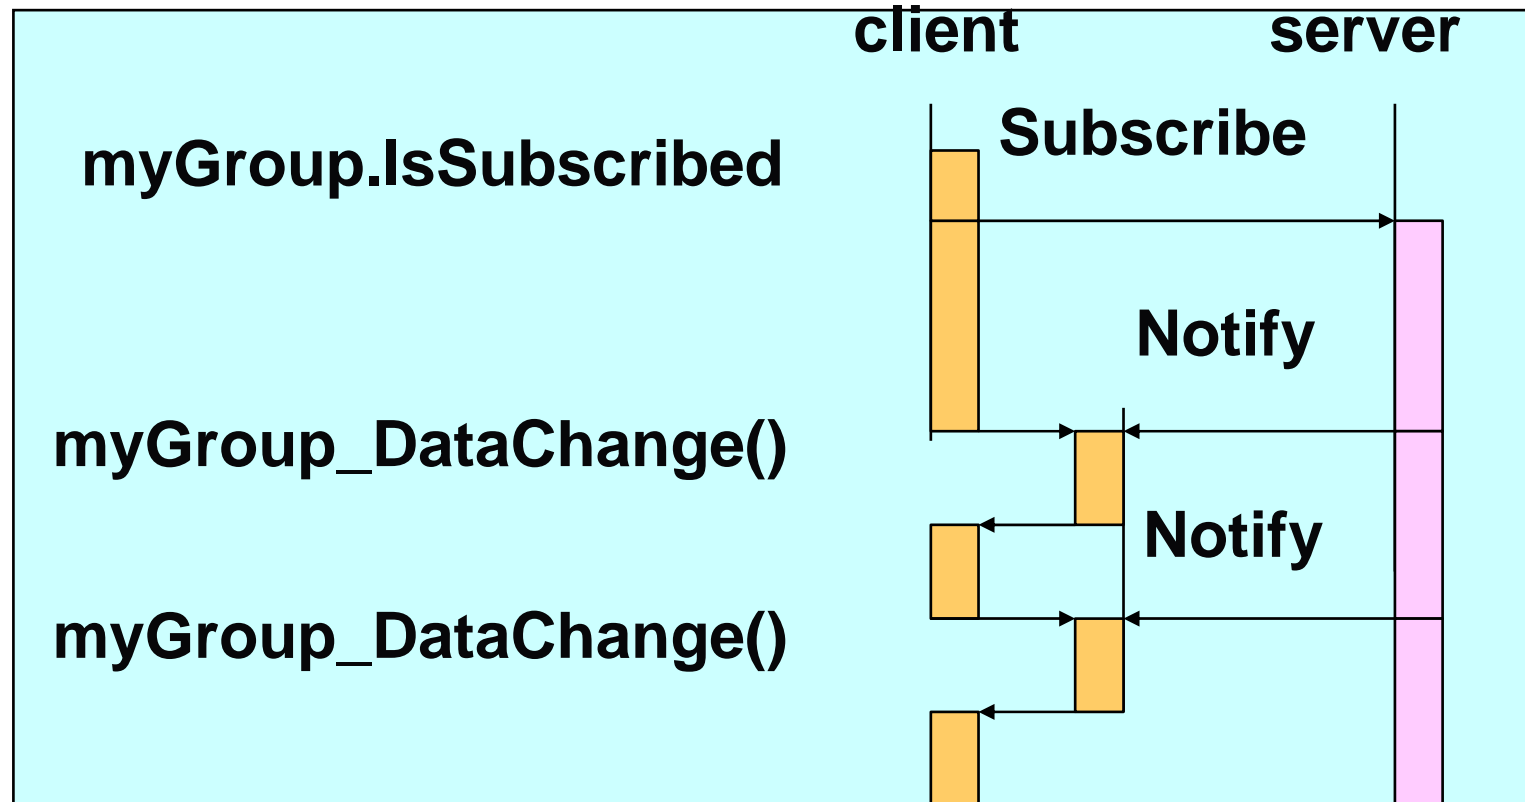 client server
Subscribe
myGroup.IsSubscribed
Notify
myGroup_DataChange()
Notify
myGroup_DataChange()